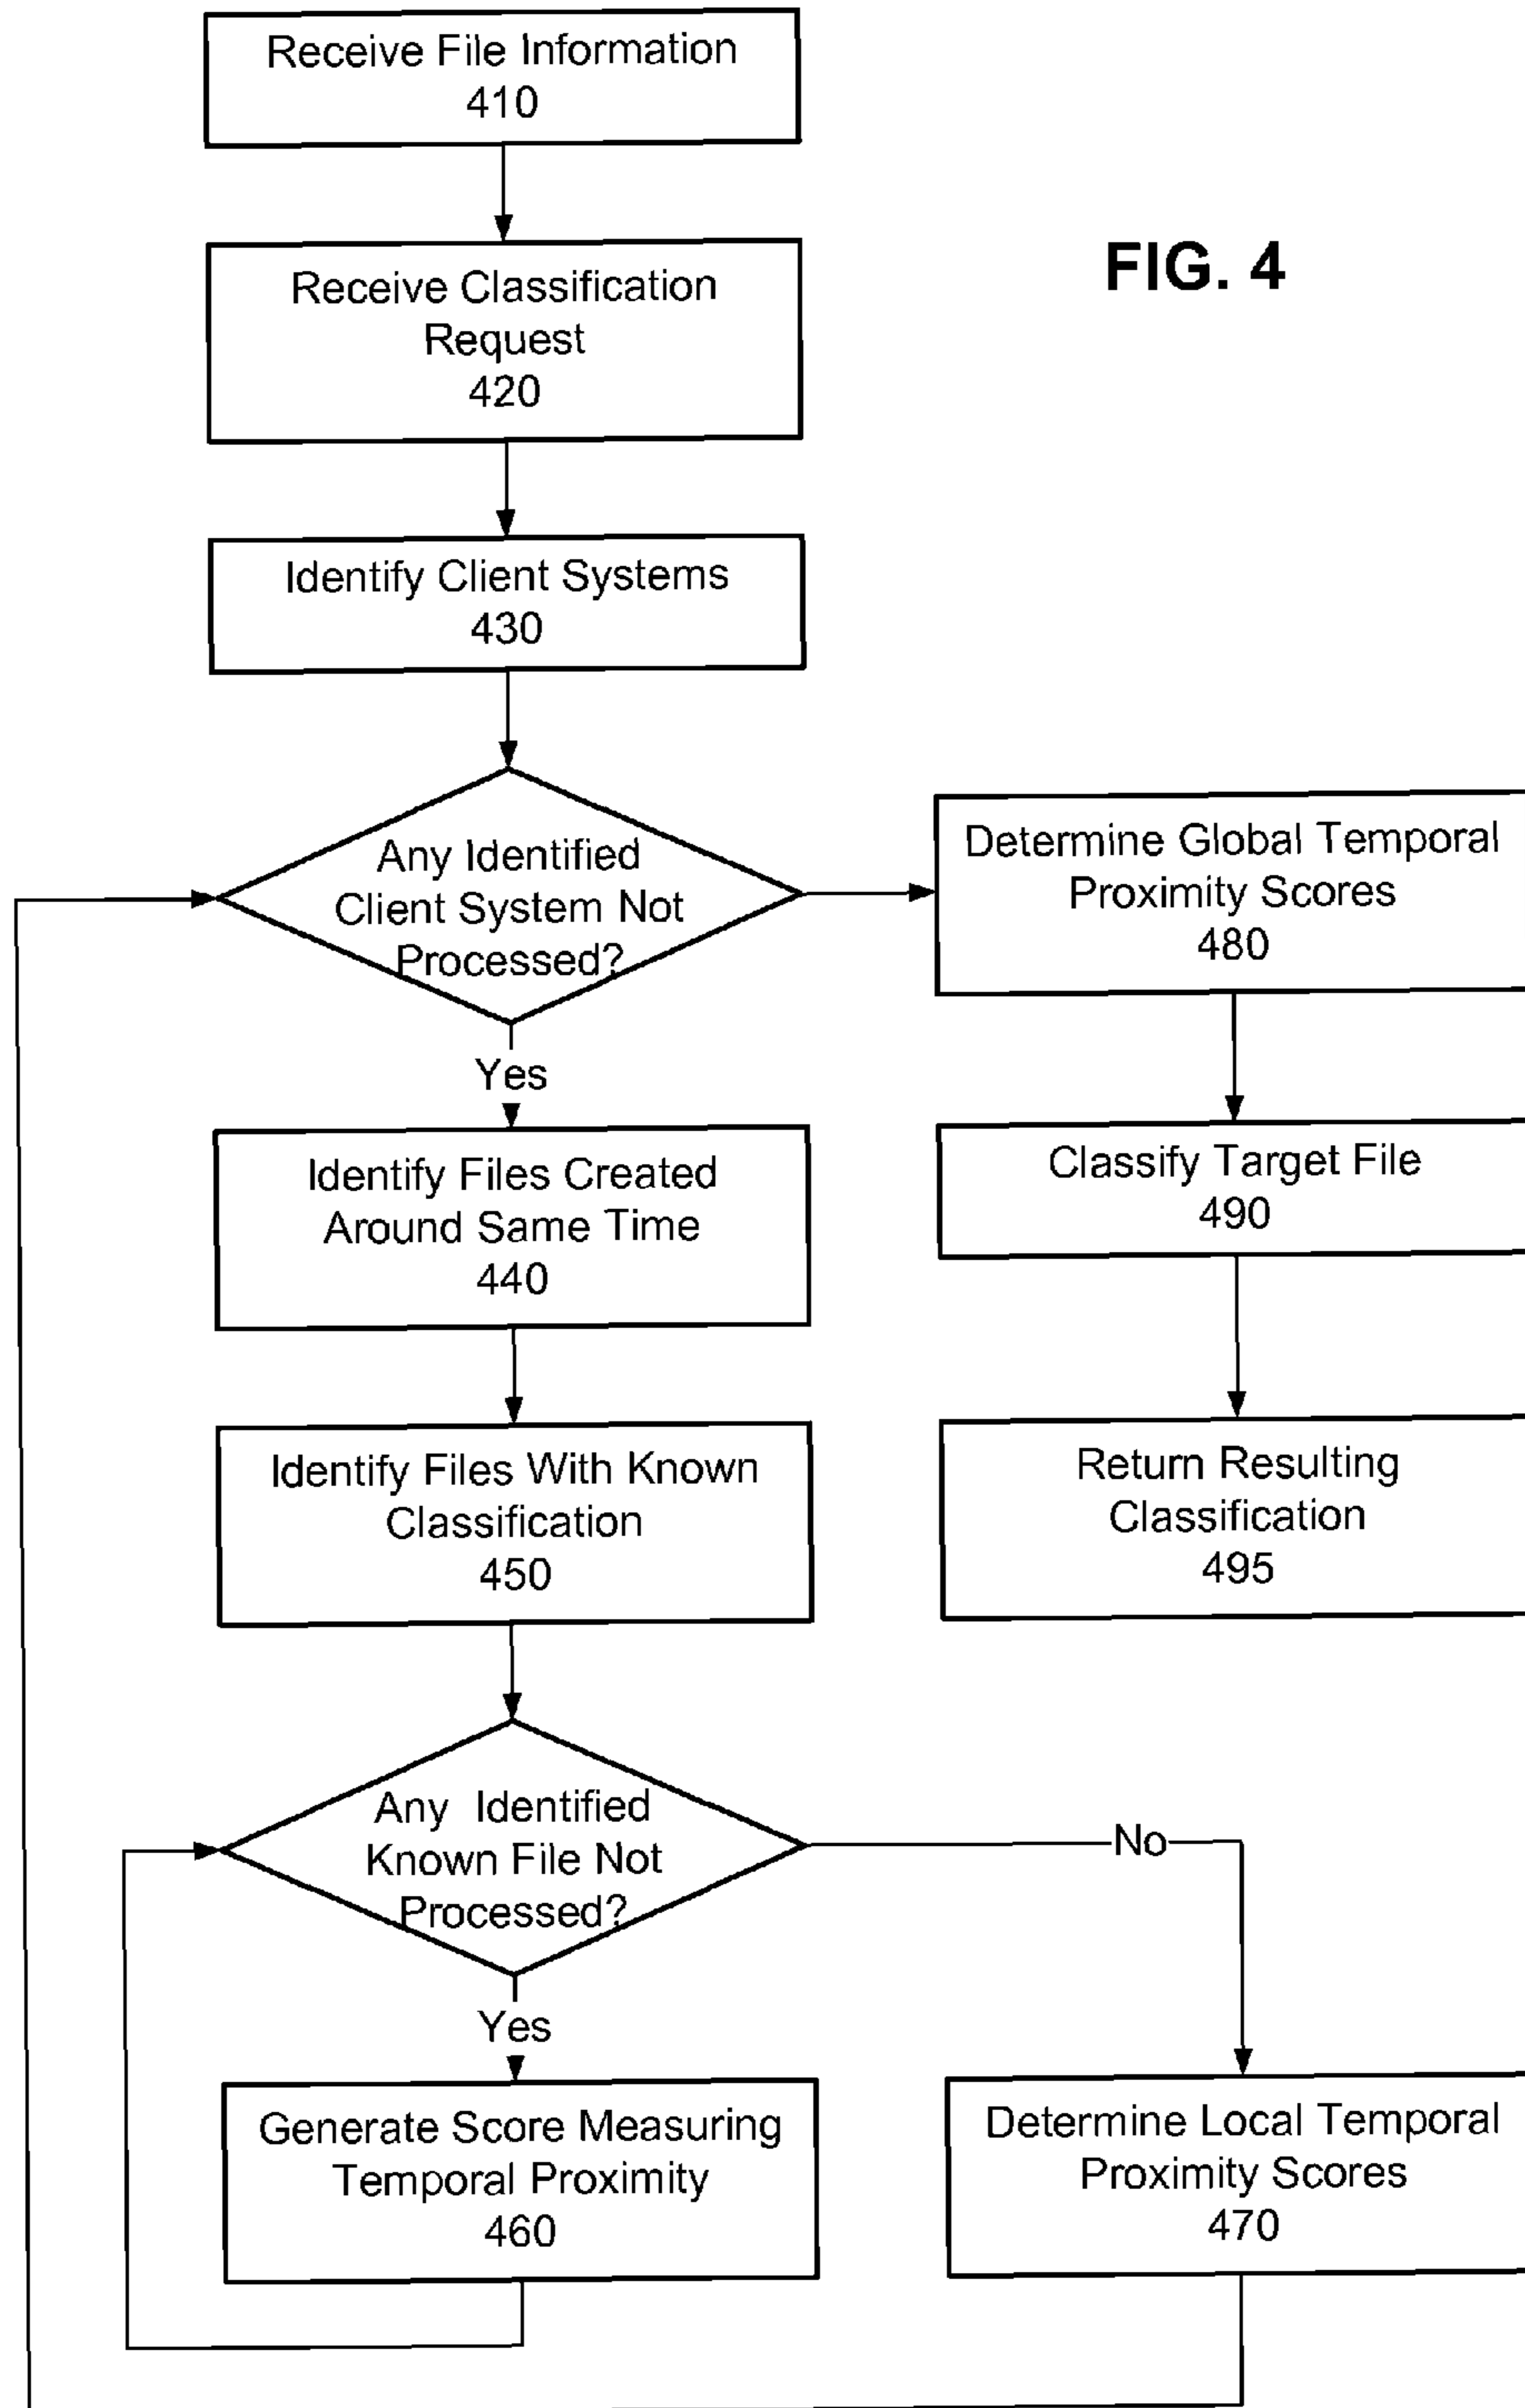 Receive File Information
410
FIG. 4
Receive Classification
Request
420
Identify Client Systems
430
Any Identified
Client System Not
Processed?
Determine Global Temporal
Proximity Scores
480
Yes
Identify Files Created
Around Same Time
440
Classify Target File
490
Identify Files With Known
Classification
450
Return Resulting
Classification
495
Any Identified
Known File Not
Processed?
No
Yes
Generate Score Measuring
Temporal Proximity
460
Determine Local Temporal
Proximity Scores
470